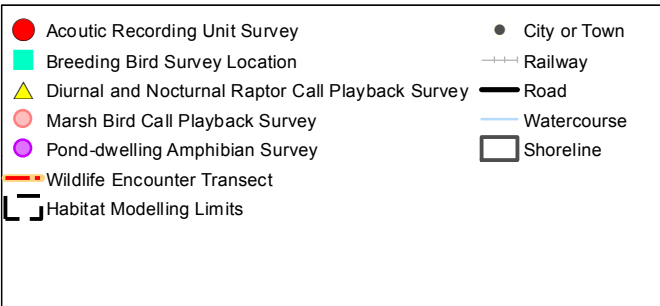 Acoutic Recording Unit Survey
Breeding Bird Survey Location
Diurnal and Nocturnal Raptor Call Playback Survey
Marsh Bird Call Playback Survey
Pond-dwelling Amphibian Survey
Wildlife Encounter Transect
Habitat Modelling Limits
City or Town
Railway
Road
Watercourse
Shoreline